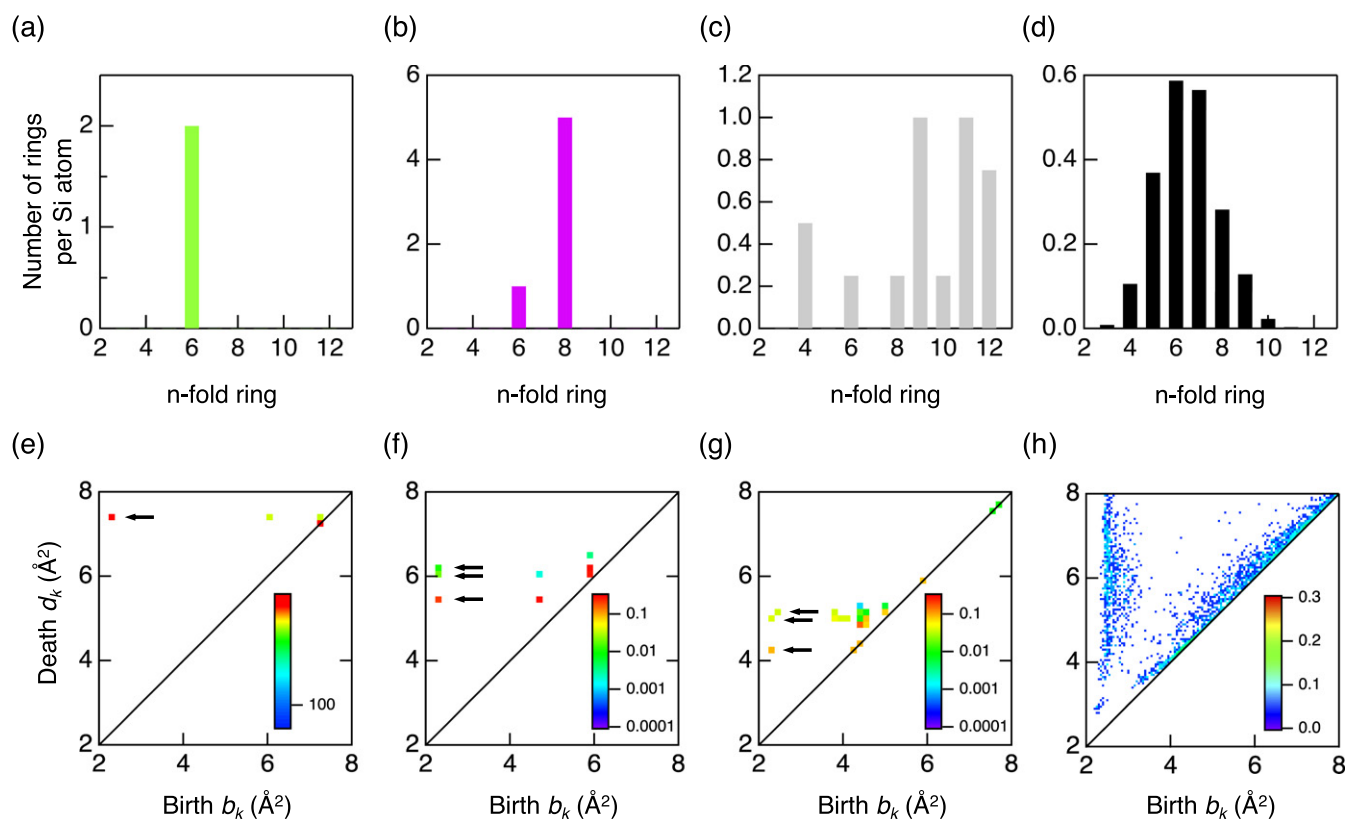 (a)
(b)
(c)
(d)
Number of rings
per Si atom
2
1
0
2 4 6 8 10 12
n-fold ring
6
4
2
0
2 4 6 8 10 12
n-fold ring
1.2
1.0
0.8
0.6
0.4
0.2
0.0
2 4 6 8 10 12
n-fold ring
0.6
0.4
0.2
0.0
2 4 6 8 10 12
n-fold ring
(e)
(f)
(g)
(h)
Death dk (Å²)
8
6
4
2
100
2 4 6 8
Birth bk (Å²)
8
6
4
2
0.1
0.01
0.001
0.0001
2 4 6 8
Birth bk (Å²)
8
6
4
2
0.1
0.01
0.001
0.0001
2 4 6 8
Birth bk (Å²)
8
6
4
2
0.3
0.2
0.1
0.0
2 4 6 8
Birth bk (Å²)